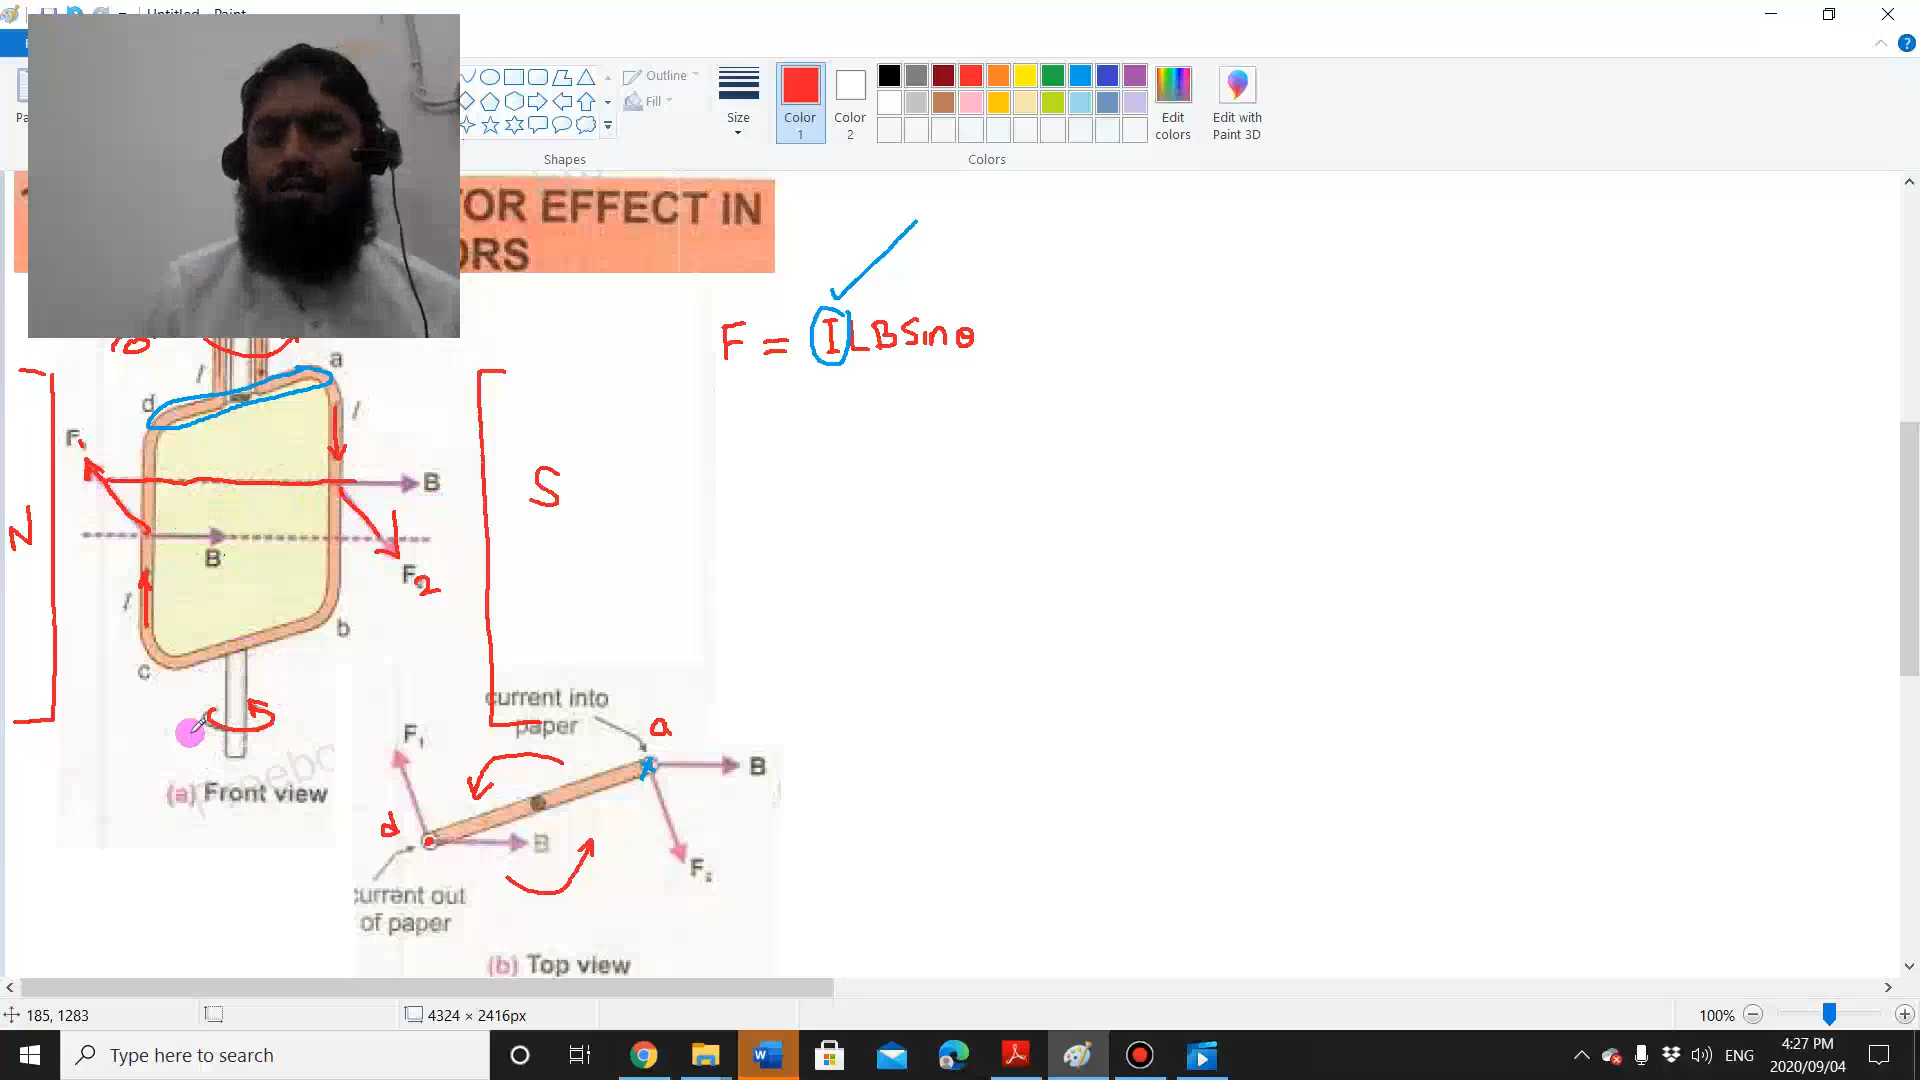 Untitled - Paint
Outline
Fill
Shapes
Size
Color
1
Color
2
Edit
colors
Edit with
Paint 3D
Colors
TOR EFFECT IN
ORS
F = ILBSinθ
a
l
d
l
F1
B
S
N
B
F2
l
b
c
(a) Front view
current into
paper
a
F1
B
d
B
F2
current out
of paper
(b) Top view
185, 1283
4324 × 2416px
100%
Type here to search
ENG
4:27 PM
2020/09/04